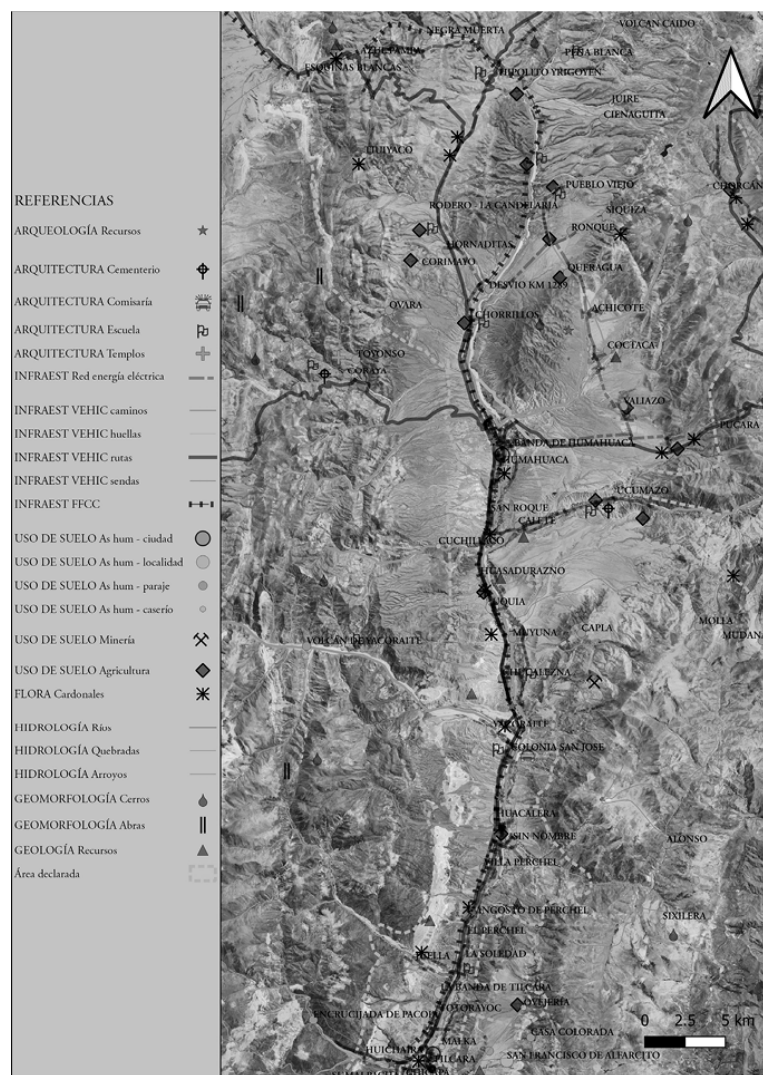 REFERENCIAS
ARQUEOLOGÍA Recursos
ARQUITECTURA Cementerio
ARQUITECTURA Comisaría
ARQUITECTURA Escuela
ARQUITECTURA Templos
INFRAEST Red energía eléctrica
INFRAEST VEHIC caminos
INFRAEST VEHIC huellas
INFRAEST VEHIC rutas
INFRAEST VEHIC sendas
INFRAEST FFCC
USO DE SUELO As hum - ciudad
USO DE SUELO As hum - localidad
USO DE SUELO As hum - paraje
USO DE SUELO As hum - caserío
USO DE SUELO Minería
USO DE SUELO Agricultura
FLORA Cardonales
HIDROLOGÍA Ríos
HIDROLOGÍA Quebradas
HIDROLOGÍA Arroyos
GEOMORFOLOGÍA Cerros
GEOMORFOLOGÍA Abras
GEOLOGÍA Recursos
Área declarada
VOLCAN CAIDO
NEGRA MUERTA
PEÑA BLANCA
ESQUINAS BLANCAS
HIPOLITO YRIGOYEN
JUIRE
CIENAGUITA
PUEBLO VIEJO
RODERO - LA CANDELARIA
SIQUIZA
RONQUE
HORNADITAS
CORIMAYO
QUERAGUA
DESVIO KM 1289
OVARA
ACHICOTE
CHORRILLOS
COCTACA
CORAYA
VALIAZO
PUCARA
BANDA DE HUMAHUACA
HUMAHUACA
UCUMAZO
SAN ROQUE
CALETE
CUCHILLASO
HUASADURAZNO
UQUIA
CAPLA
MOLLA
MUYUNA
VOLCAN DE YACORAITE
YACORAITE
COLONIA SAN JOSE
HUACALERA
SIN NOMBRE
ALONSO
VILLA PERCHEL
ANGOSTO DE PERCHEL
SIXILERA
EL PERCHEL
LA SOLEDAD
LA BANDA DE TILCARA
OVEJERIA
ENCRUCIJADA DE PACOJA
CASA COLORADA
MALKA
HUICHAIRA
TILCARA
SAN FRANCISCO DE ALFARCITO
0 2.5 5 km